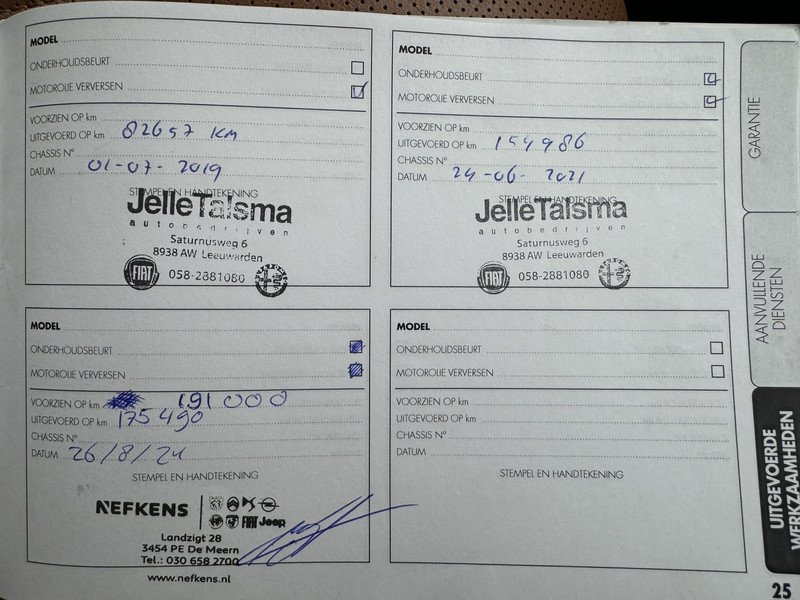 MODEL
ONDERHOUDSBEURT
MOTOROLIE VERVERSEN
VOORZIEN OP km
UITGEVOERD OP km 82657 KM
CHASSIS N°
DATUM 01-07-2019
STEMPEL EN HANDTEKENING
JelleTalsma
autobedrijven
Saturnusweg 6
8938 AW Leeuwarden
FIAT 058-2881080
MODEL
ONDERHOUDSBEURT
MOTOROLIE VERVERSEN
VOORZIEN OP km
UITGEVOERD OP km 154986
CHASSIS N°
DATUM 24-06-2021
STEMPEL EN HANDTEKENING
JelleTalsma
autobedrijven
Saturnusweg 6
8938 AW Leeuwarden
FIAT 058-2881080
MODEL
ONDERHOUDSBEURT
MOTOROLIE VERVERSEN
VOORZIEN OP km 191000
UITGEVOERD OP km 175490
CHASSIS N°
DATUM 26/8/24
STEMPEL EN HANDTEKENING
NEFKENS
FIAT Jeep
Landzigt 28
3454 PE De Meern
Tel.: 030 658 2700
www.nefkens.nl
MODEL
ONDERHOUDSBEURT
MOTOROLIE VERVERSEN
VOORZIEN OP km
UITGEVOERD OP km
CHASSIS N°
DATUM
STEMPEL EN HANDTEKENING
GARANTIE
AANVULLENDE
DIENSTEN
UITGEVOERDE
WERKZAAMHEDEN
25